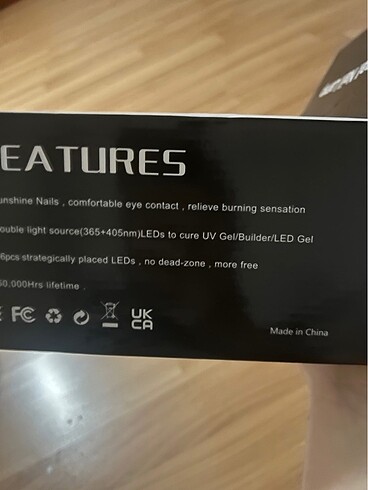 EATURES
unshine Nails , comfortable eye contact , relieve burning sensation
ouble light source(365+405nm)LEDs to cure UV Gel/Builder/LED Gel
6pcs strategically placed LEDs , no dead-zone , more free
50,000Hrs lifetime .
FC
UK
CA
Made in China